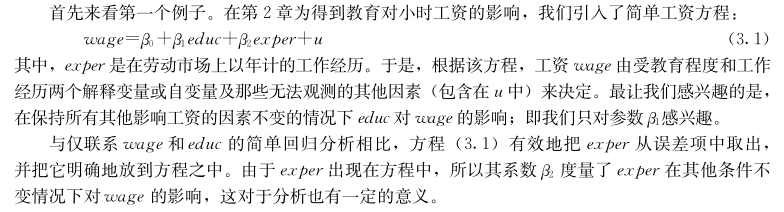 首先来看第一个例子。在第 2 章为得到教育对小时工资的影响，我们引入了简单工资方程：
wage=β₀+β₁educ+β₂exper+u (3.1)
其中，exper 是在劳动市场上以年计的工作经历。于是，根据该方程，工资 wage 由受教育程度和工作
经历两个解释变量或自变量及那些无法观测的其他因素（包含在 u 中）来决定。最让我们感兴趣的是，
在保持所有其他影响工资的因素不变的情况下 educ 对 wage 的影响；即我们只对参数 β₁感兴趣。
与仅联系 wage 和 educ 的简单回归分析相比，方程（3.1）有效地把 exper 从误差项中取出，
并把它明确地放到方程之中。由于 exper 出现在方程中，所以其系数 β₂ 度量了 exper 在其他条件不
变情况下对 wage 的影响，这对于分析也有一定的意义。